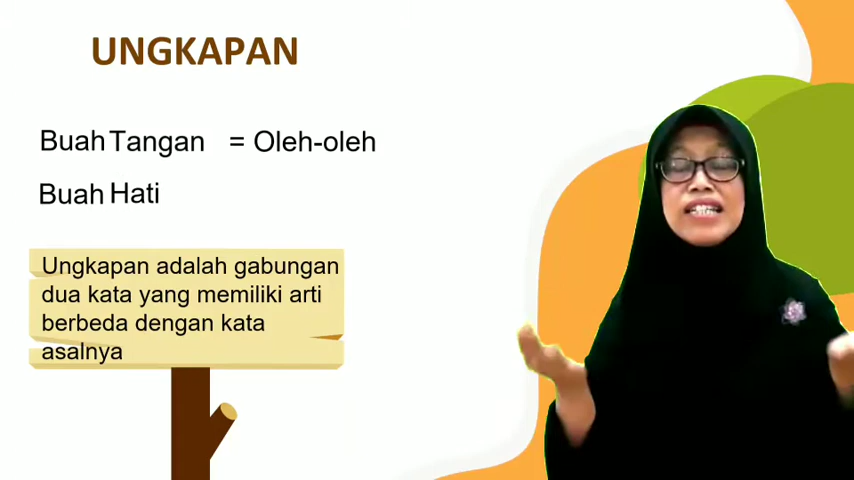 UNGKAPAN
Buah Tangan = Oleh-oleh
Buah Hati
Ungkapan adalah gabungan
dua kata yang memiliki arti
berbeda dengan kata
asalnya